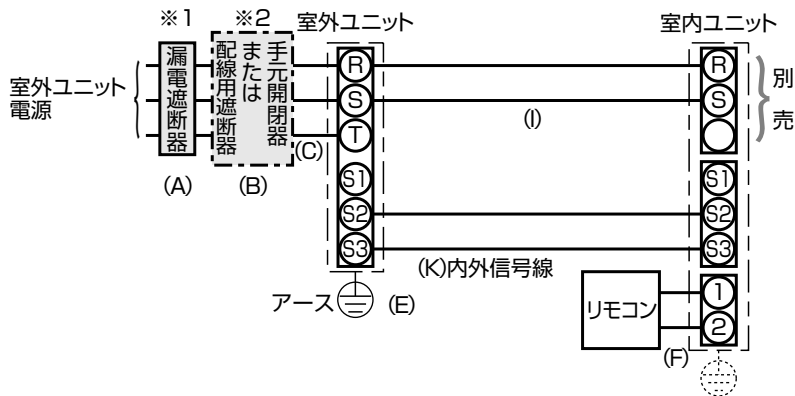 ※1
※2
室外ユニット
室内ユニット
室外ユニット
電源
漏電遮断器
手元開閉器
または
配線用遮断器
(A)
(B)
(C)
R
S
T
S1
S2
S3
アース
(E)
(I)
(K)内外信号線
R
S
別売
S1
S2
S3
リモコン
1
2
(F)